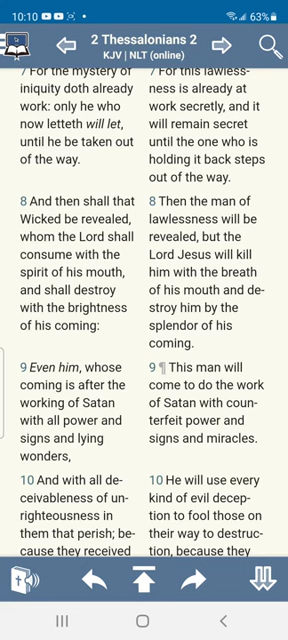 10:10
63%
2 Thessalonians 2
KJV | NLT (online)
7 For the mystery of
iniquity doth already
work: only he who
now letteth will let,
until he be taken out
of the way.
8 And then shall that
Wicked be revealed,
whom the Lord shall
consume with the
spirit of his mouth,
and shall destroy
with the brightness
of his coming:
9 Even him, whose
coming is after the
working of Satan
with all power and
signs and lying
wonders,
10 And with all de-
ceivableness of un-
righteousness in
them that perish; be-
cause they received
7 For this lawless-
ness is already at
work secretly, and it
will remain secret
until the one who is
holding it back steps
out of the way.
8 Then the man of
lawlessness will be
revealed, but the
Lord Jesus will kill
him with the breath
of his mouth and de-
stroy him by the
splendor of his
coming.
9 ¶ This man will
come to do the work
of Satan with coun-
terfeit power and
signs and miracles.
10 He will use every
kind of evil decep-
tion to fool those on
their way to destruc-
tion, because they